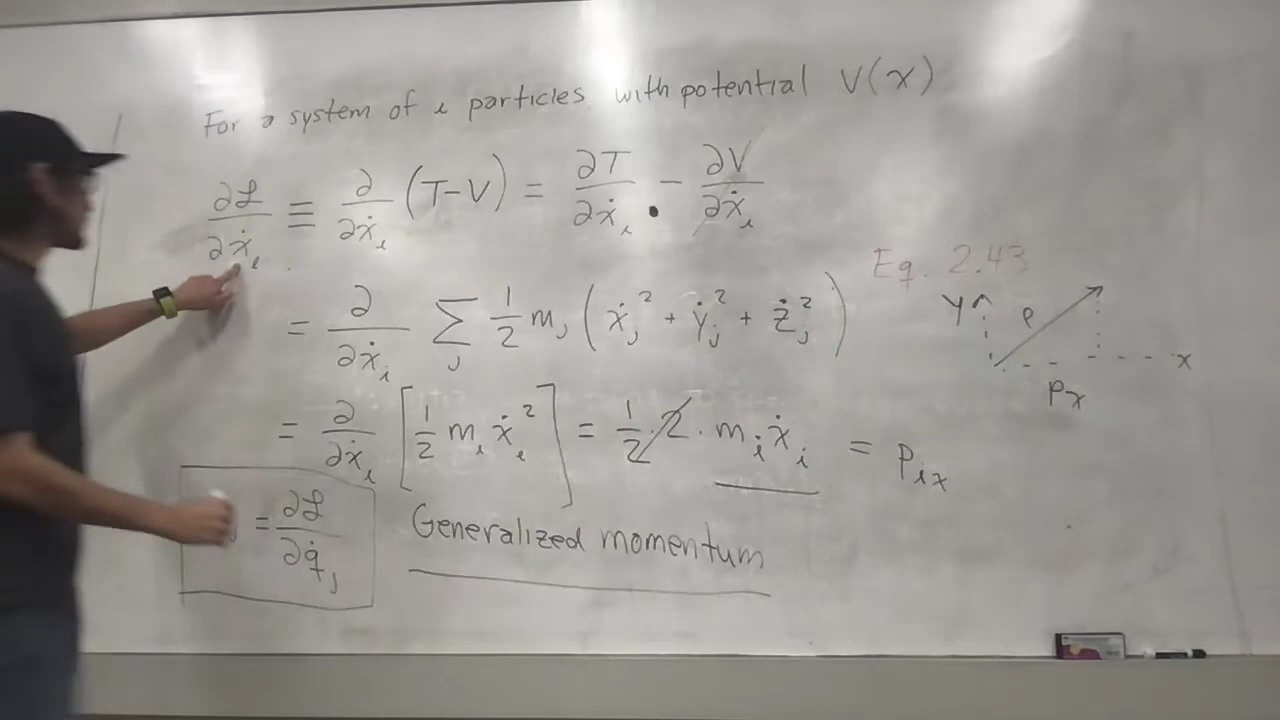 For a system of i particles with potential V(x)
∂ℒ/∂ẋᵢ ≡ ∂/∂ẋᵢ (T-V) = ∂T/∂ẋᵢ - ∂V/∂ẋᵢ
Eq. 2.43
= ∂/∂ẋᵢ ∑ⱼ 1/2 mⱼ (ẋⱼ² + ẏⱼ² + żⱼ²)
y
P
x
Pₓ
= ∂/∂ẋᵢ [1/2 mᵢ ẋᵢ²] = 1/2 · 2 · mᵢ ẋᵢ = Pᵢₓ
= ∂ℒ/∂q̇ⱼ
Generalized momentum